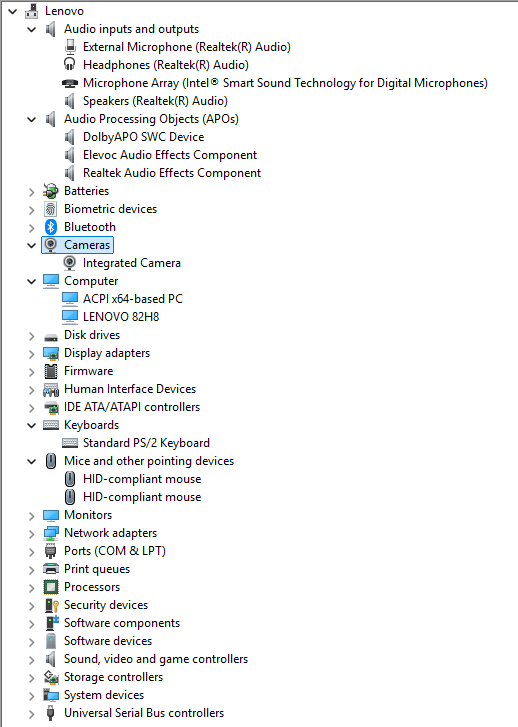 Lenovo
Audio inputs and outputs
External Microphone (Realtek(R) Audio)
Headphones (Realtek(R) Audio)
Microphone Array (Intel® Smart Sound Technology for Digital Microphones)
Speakers (Realtek(R) Audio)
Audio Processing Objects (APOs)
DolbyAPO SWC Device
Elevoc Audio Effects Component
Realtek Audio Effects Component
Batteries
Biometric devices
Bluetooth
Cameras
Integrated Camera
Computer
ACPI x64-based PC
LENOVO 82H8
Disk drives
Display adapters
Firmware
Human Interface Devices
IDE ATA/ATAPI controllers
Keyboards
Standard PS/2 Keyboard
Mice and other pointing devices
HID-compliant mouse
HID-compliant mouse
Monitors
Network adapters
Ports (COM & LPT)
Print queues
Processors
Security devices
Software components
Software devices
Sound, video and game controllers
Storage controllers
System devices
Universal Serial Bus controllers